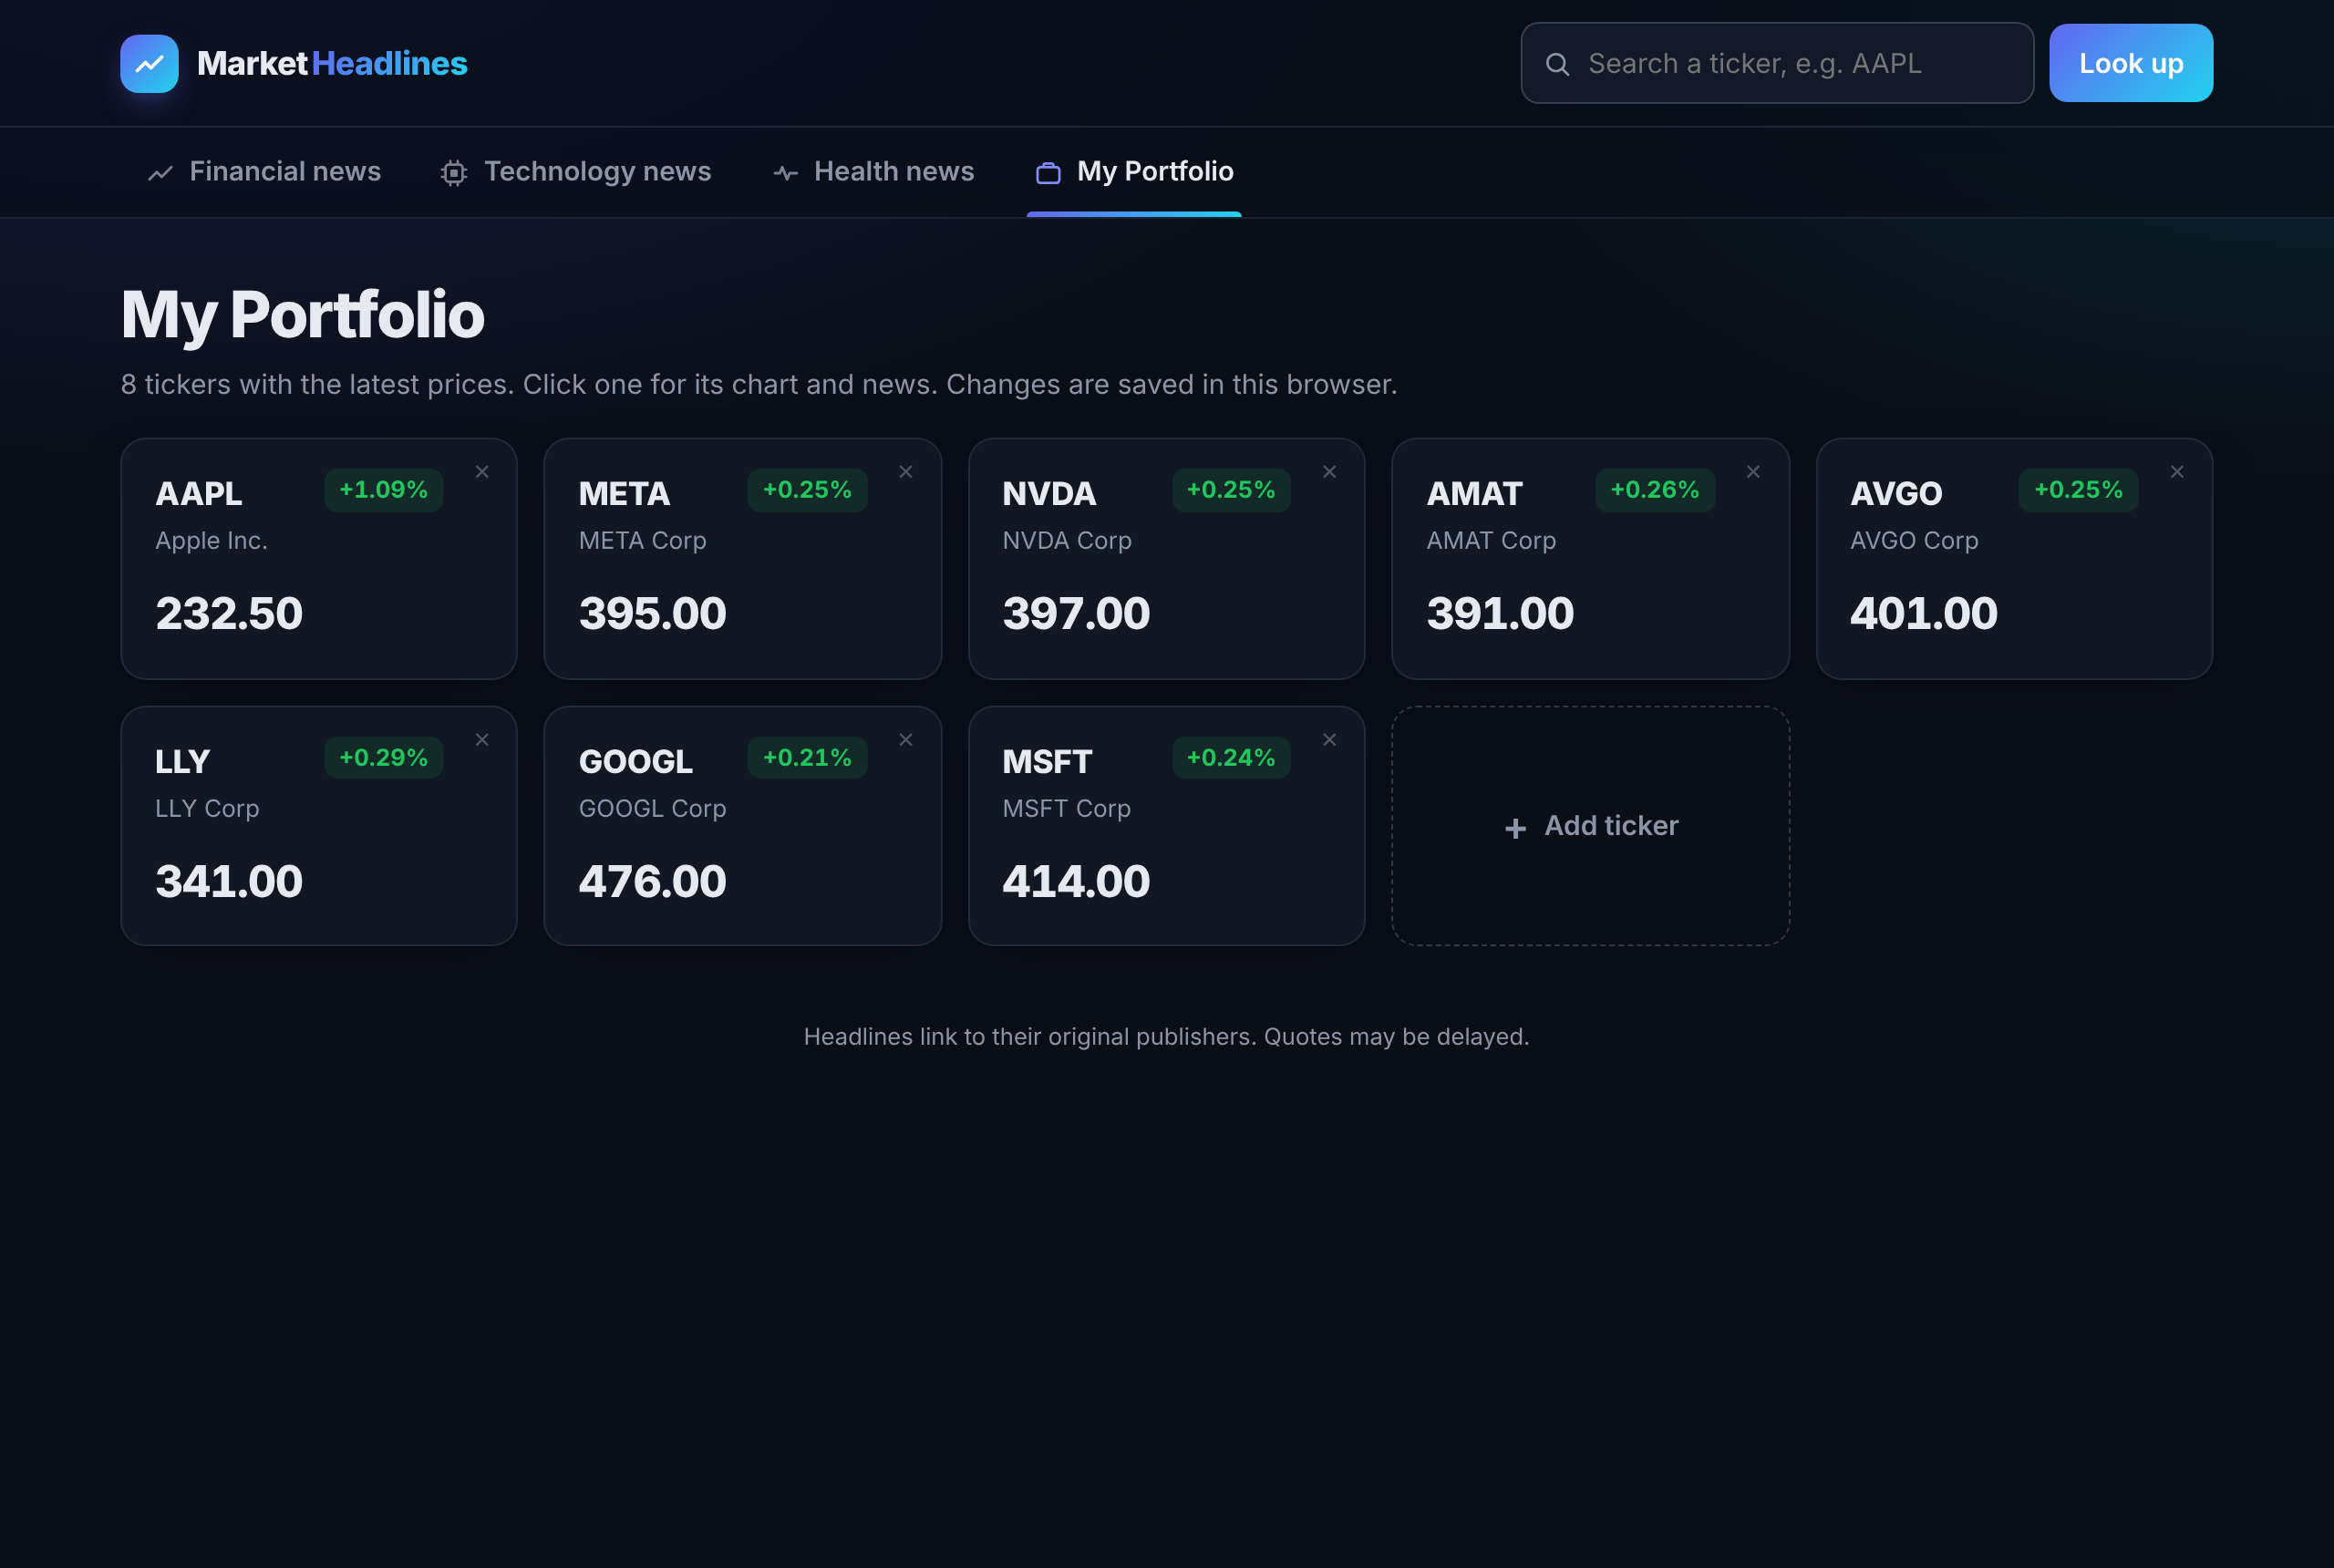 MarketHeadlines
Search a ticker, e.g. AAPL
Look up
Financial news
Technology news
Health news
My Portfolio
My Portfolio
8 tickers with the latest prices. Click one for its chart and news. Changes are saved in this browser.
AAPL +1.09% ×
Apple Inc.
232.50
META +0.25% ×
META Corp
395.00
NVDA +0.25% ×
NVDA Corp
397.00
AMAT +0.26% ×
AMAT Corp
391.00
AVGO +0.25% ×
AVGO Corp
401.00
LLY +0.29% ×
LLY Corp
341.00
GOOGL +0.21% ×
GOOGL Corp
476.00
MSFT +0.24% ×
MSFT Corp
414.00
+ Add ticker
Headlines link to their original publishers. Quotes may be delayed.